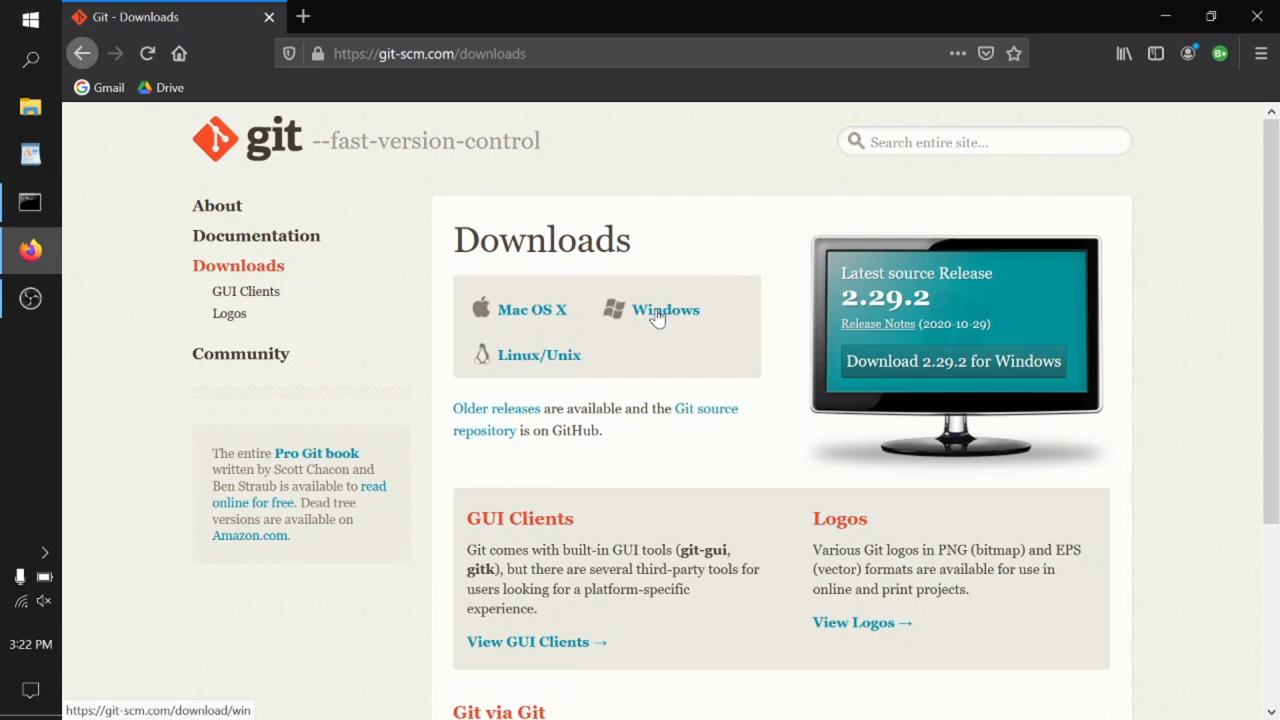 Git - Downloads
https://git-scm.com/downloads
Gmail
Drive
git --fast-version-control
Search entire site...
About
Documentation
Downloads
GUI Clients
Logos
Community
The entire Pro Git book
written by Scott Chacon and
Ben Straub is available to read
online for free. Dead tree
versions are available on
Amazon.com.
Downloads
Mac OS X
Windows
Linux/Unix
Older releases are available and the Git source
repository is on GitHub.
Latest source Release
2.29.2
Release Notes (2020-10-29)
Download 2.29.2 for Windows
GUI Clients
Git comes with built-in GUI tools (git-gui,
gitk), but there are several third-party tools for
users looking for a platform-specific
experience.
View GUI Clients →
Logos
Various Git logos in PNG (bitmap) and EPS
(vector) formats are available for use in
online and print projects.
View Logos →
Git via Git
3:22 PM
https://git-scm.com/download/win